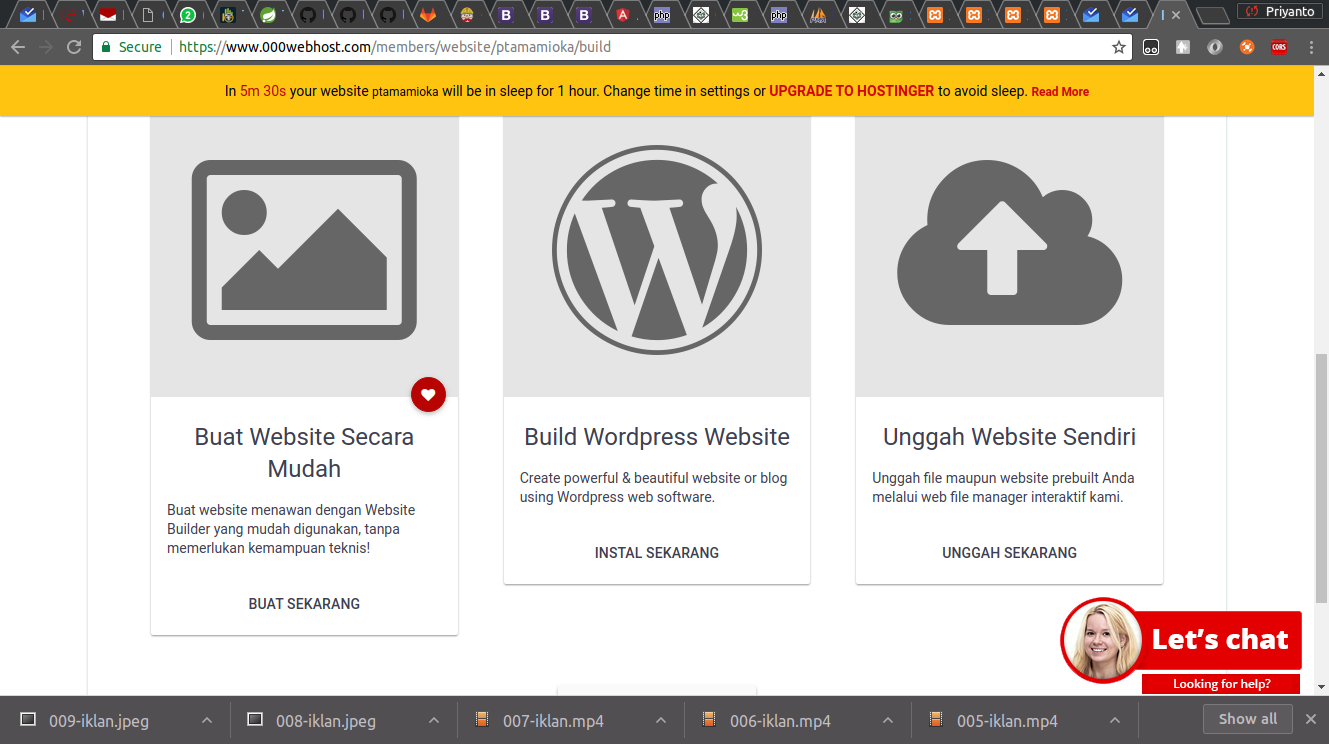 Priyanto
Secure https://www.000webhost.com/members/website/ptamamioka/build
In 5m 30s your website ptamamioka will be in sleep for 1 hour. Change time in settings or UPGRADE TO HOSTINGER to avoid sleep. Read More
Buat Website Secara
Mudah
Buat website menawan dengan Website
Builder yang mudah digunakan, tanpa
memerlukan kemampuan teknis!
BUAT SEKARANG
Build Wordpress Website
Create powerful & beautiful website or blog
using Wordpress web software.
INSTAL SEKARANG
Unggah Website Sendiri
Unggah file maupun website prebuilt Anda
melalui web file manager interaktif kami.
UNGGAH SEKARANG
Let's chat
Looking for help?
009-iklan.jpeg
008-iklan.jpeg
007-iklan.mp4
006-iklan.mp4
005-iklan.mp4
Show all